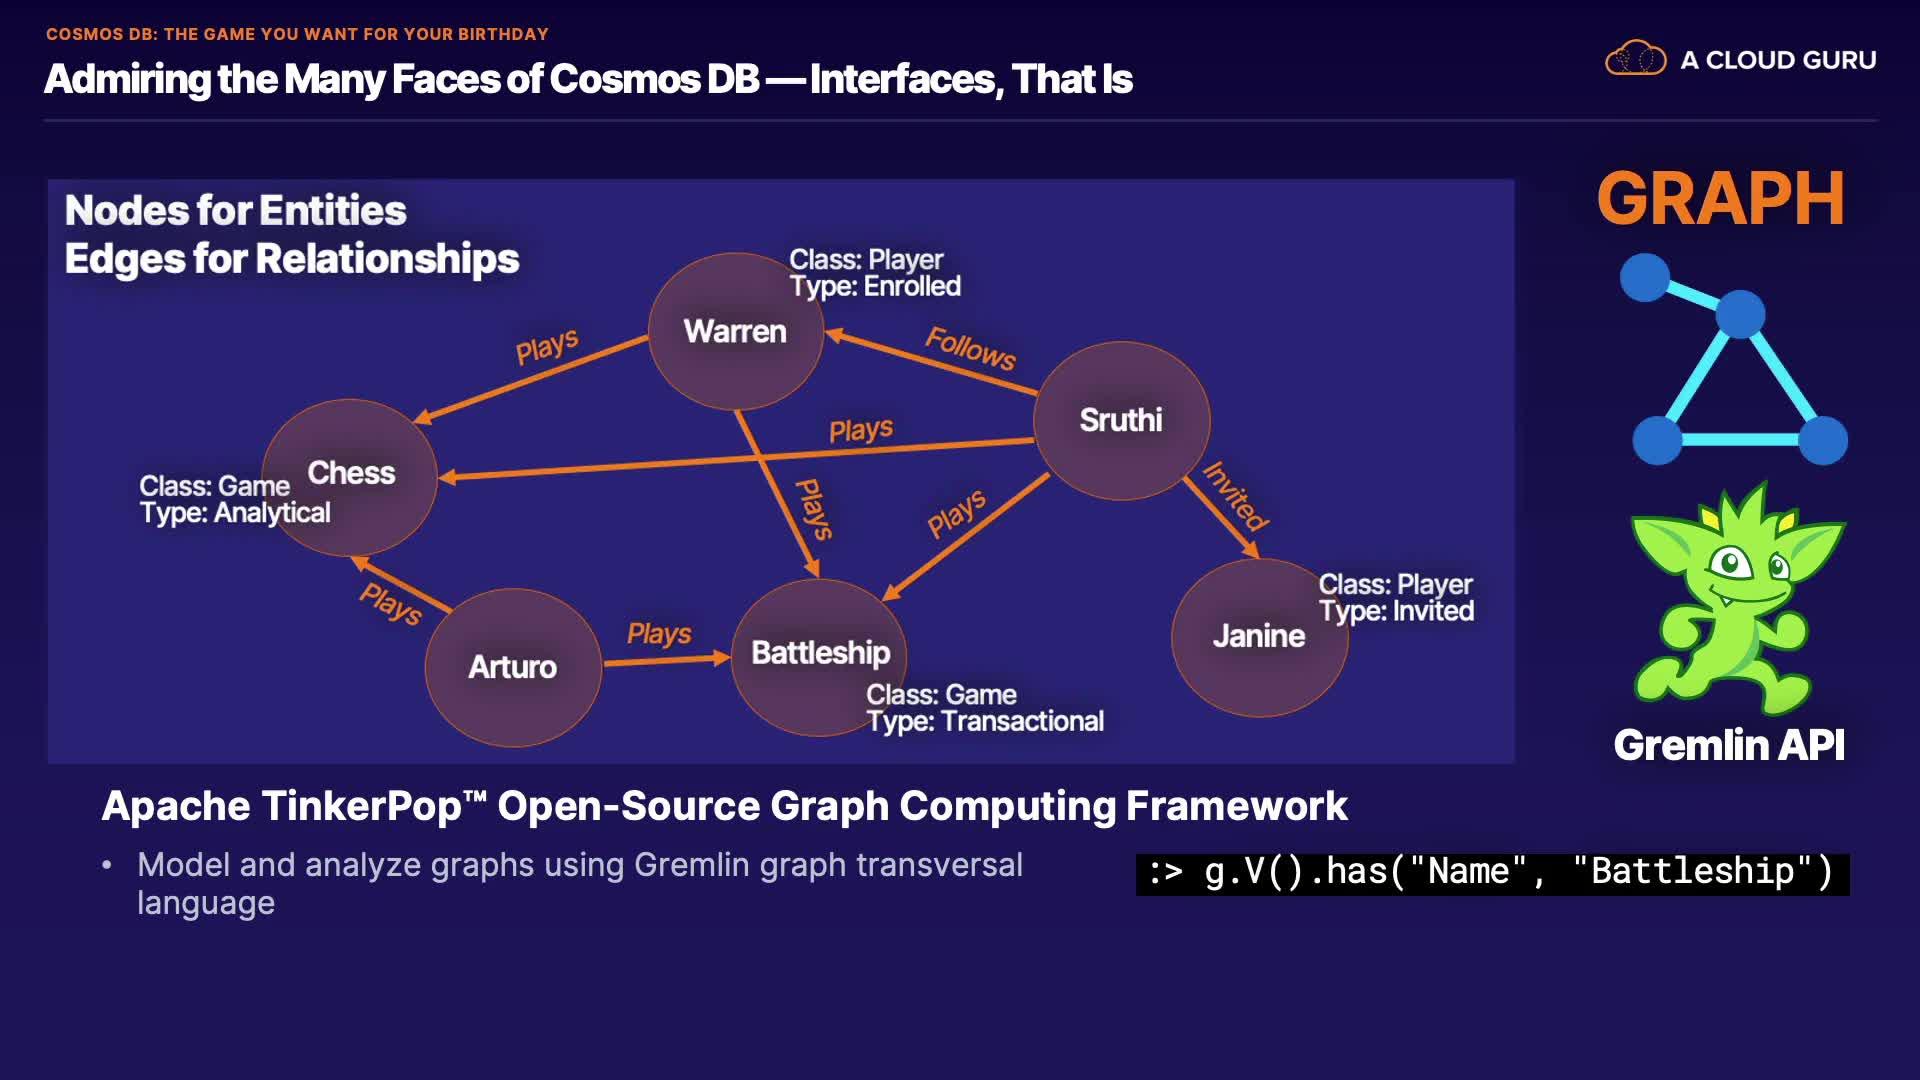 COSMOS DB: THE GAME YOU WANT FOR YOUR BIRTHDAY
Admiring the Many Faces of Cosmos DB — Interfaces, That Is
A CLOUD GURU
Nodes for Entities
Edges for Relationships
GRAPH
Class: Player
Type: Enrolled
Warren
Plays
Follows
Sruthi
Plays
Chess
Class: Game
Type: Analytical
Plays
Plays
Invited
Plays
Arturo
Plays
Battleship
Class: Game
Type: Transactional
Janine
Class: Player
Type: Invited
Gremlin API
Apache TinkerPop™ Open-Source Graph Computing Framework
• Model and analyze graphs using Gremlin graph transversal
language
:> g.V().has("Name", "Battleship")